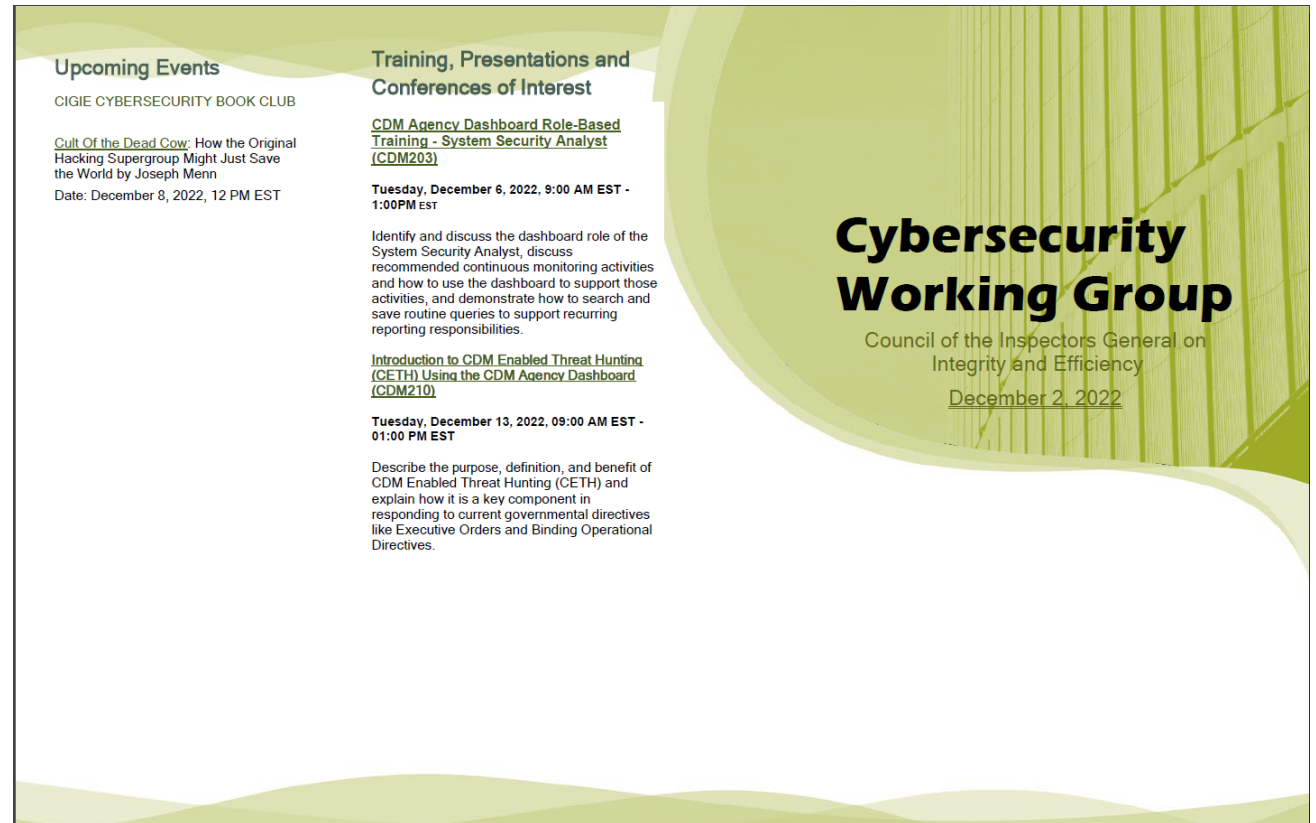 Upcoming Events
CIGIE CYBERSECURITY BOOK CLUB
Cult Of the Dead Cow: How the Original
Hacking Supergroup Might Just Save
the World by Joseph Menn
Date: December 8, 2022, 12 PM EST
Training, Presentations and
Conferences of Interest
CDM Agency Dashboard Role-Based
Training - System Security Analyst
(CDM203)
Tuesday, December 6, 2022, 9:00 AM EST -
1:00PM EST
Identify and discuss the dashboard role of the
System Security Analyst, discuss
recommended continuous monitoring activities
and how to use the dashboard to support those
activities, and demonstrate how to search and
save routine queries to support recurring
reporting responsibilities.
Introduction to CDM Enabled Threat Hunting
(CETH) Using the CDM Agency Dashboard
(CDM210)
Tuesday, December 13, 2022, 09:00 AM EST -
01:00 PM EST
Describe the purpose, definition, and benefit of
CDM Enabled Threat Hunting (CETH) and
explain how it is a key component in
responding to current governmental directives
like Executive Orders and Binding Operational
Directives.
Cybersecurity
Working Group
Council of the Inspectors General on
Integrity and Efficiency
December 2, 2022